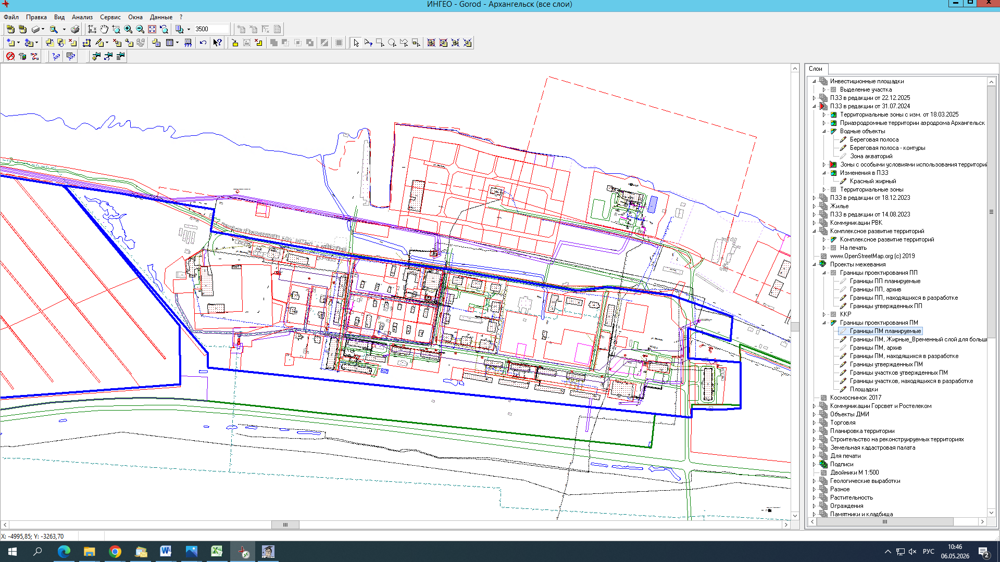 ИНГЕО - Gorod - Архангельск (все слои)
Файл Правка Вид Анализ Сервис Окна Данные ?
3500
Слои
Инвестиционные площадки
Выделение участка
ПЗЗ в редакции от 22.12.2025
ПЗЗ в редакции от 31.07.2024
Территориальные зоны с изм. от 18.03.2025
Приаэродромные территории аэродрома Архангельск
Водные объекты
Береговая полоса
Береговая полоса - контуры
Зона акваторий
Зоны с особыми условиями использования территорий
Изменения в ПЗЗ
Красный жирный
Территориальные зоны
ПЗЗ в редакции от 18.12.2023
Жилье
ПЗЗ в редакции от 14.08.2023
Коммуникации РВК
Комплексное развитие территорий
Комплексное развитие территорий
На печать
www.OpenStreetMap.org (c) 2019
Проекты межевания
Границы проектирования ПП
Границы ПП планируемые
Границы ПП, архив
Границы ПП, находящихся в разработке
Границы утвержденных ПП
ККР
Границы проектирования ПМ
Границы ПМ планируемые
Границы ПМ, Жирные_Временный слой для больши
Границы ПМ, архив
Границы ПМ, находящихся в разработке
Границы утвержденных ПМ
Границы участков утвержденных ПМ
Границы участков, находящихся в разработке
Площадки
Космоснимок 2017
Коммуникации Горсвет и Ростелеком
Объекты ДМИ
Торговля
Планировка территории
Строительство на реконструируемых территориях
Земельная кадастровая палата
Для печати
Подписи
Двойники М 1:500
Геологические выработки
Разное
Растительность
Ограждения
Памятники и кладбища
X: -4995,85; Y: -3263,70
РУС
10:46
06.05.2026
2